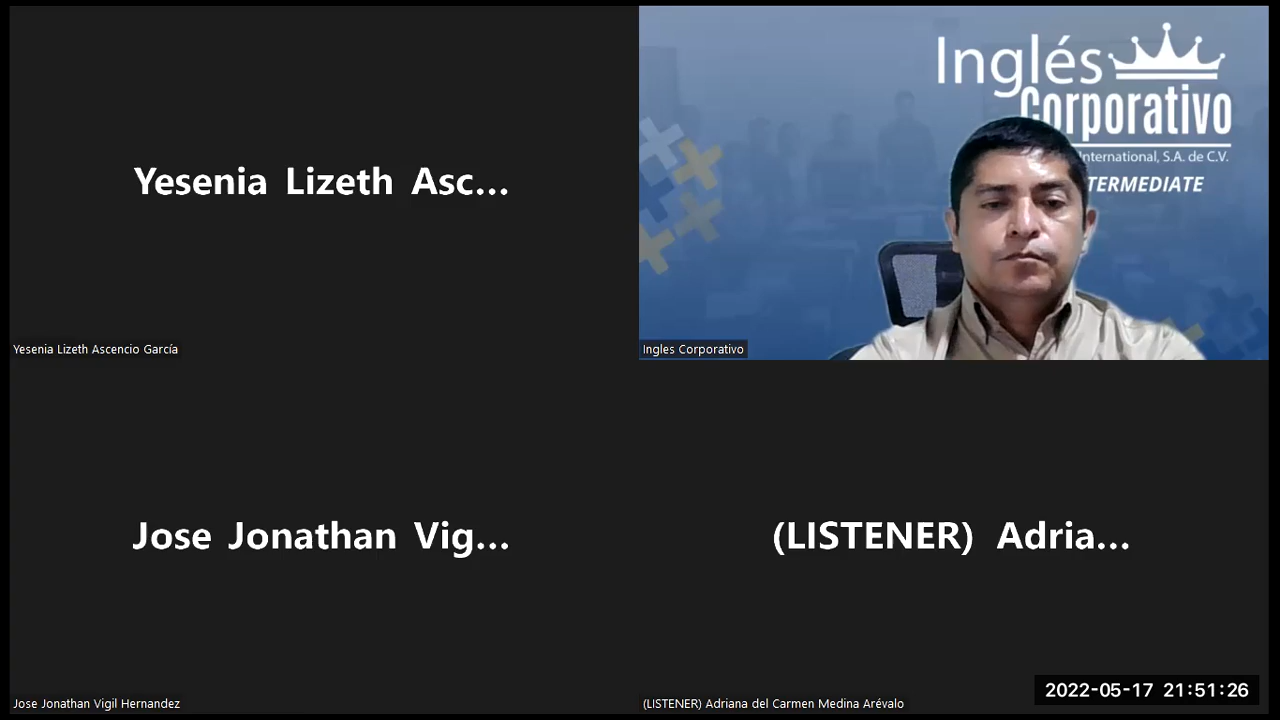 Yesenia Lizeth Asc...
Yesenia Lizeth Ascencio García
Inglés
Corporativo
International, S.A. de C.V.
TERMEDIATE
Ingles Corporativo
Jose Jonathan Vig...
Jose Jonathan Vigil Hernandez
(LISTENER) Adria...
(LISTENER) Adriana del Carmen Medina Arévalo
2022-05-17 21:51:26